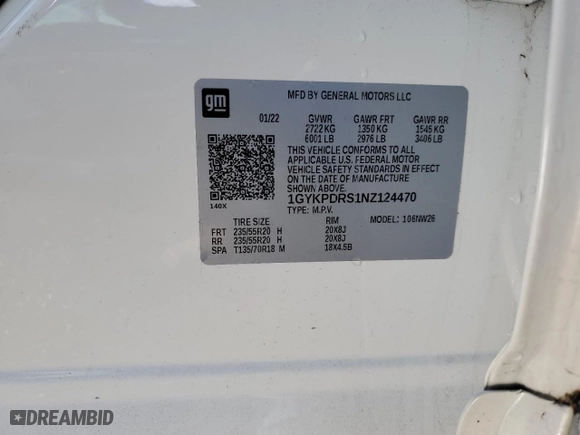 gm
MFD BY GENERAL MOTORS LLC
01/22 GVWR GAWR FRT GAWR RR
2722 KG 1350 KG 1545 KG
6001 LB 2976 LB 3406 LB
THIS VEHICLE CONFORMS TO ALL
APPLICABLE U.S. FEDERAL MOTOR
VEHICLE SAFETY STANDARDS IN EFFECT
ON THE DATE OF MANUFACTURE
SHOWN ABOVE.
140X
1GYKPDRS1NZ124470
TYPE: M.P.V. MODEL: 106NW26
TIRE SIZE RIM
FRT 235/55R20 H 20X8J
RR 235/55R20 H 20X8J
SPA T135/70R18 M 18X4.5B
DREAMBID